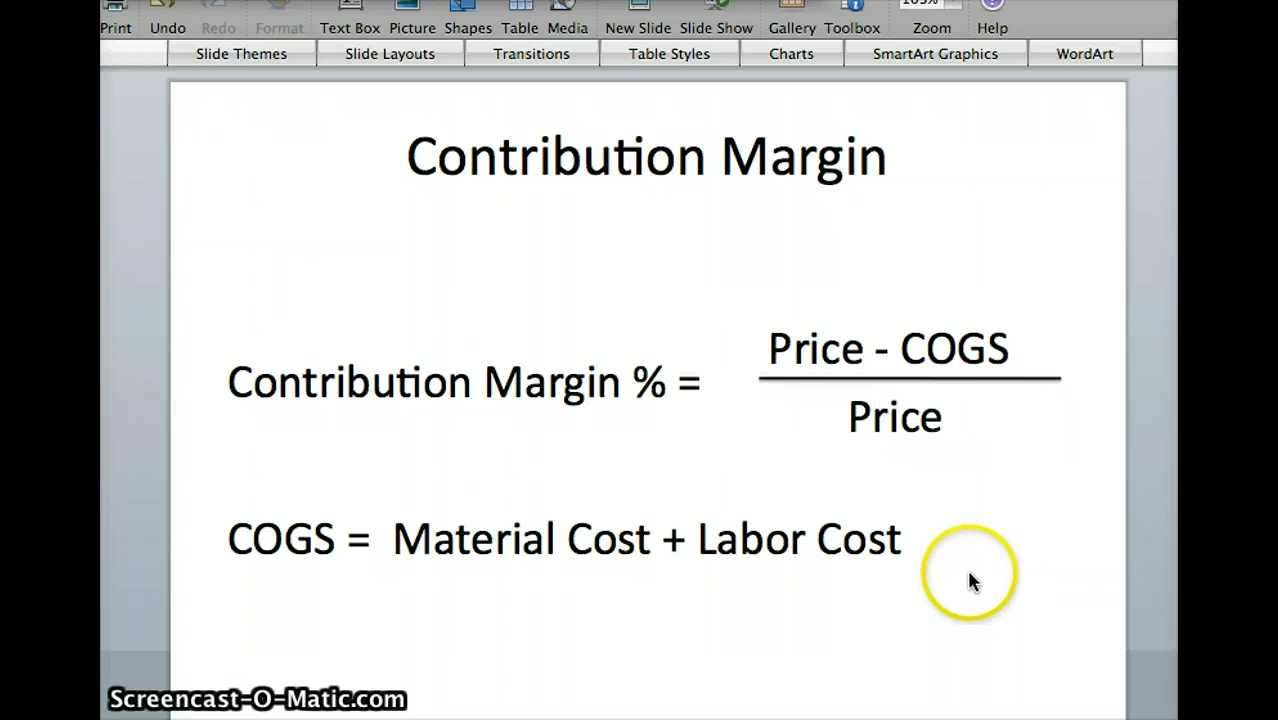 Print Undo Redo Format Text Box Picture Shapes Table Media New Slide Slide Show Gallery Toolbox Zoom Help
Slide Themes Slide Layouts Transitions Table Styles Charts SmartArt Graphics WordArt
Contribution Margin
Price - COGS
Contribution Margin % =
Price
COGS = Material Cost + Labor Cost
Screencast-O-Matic.com